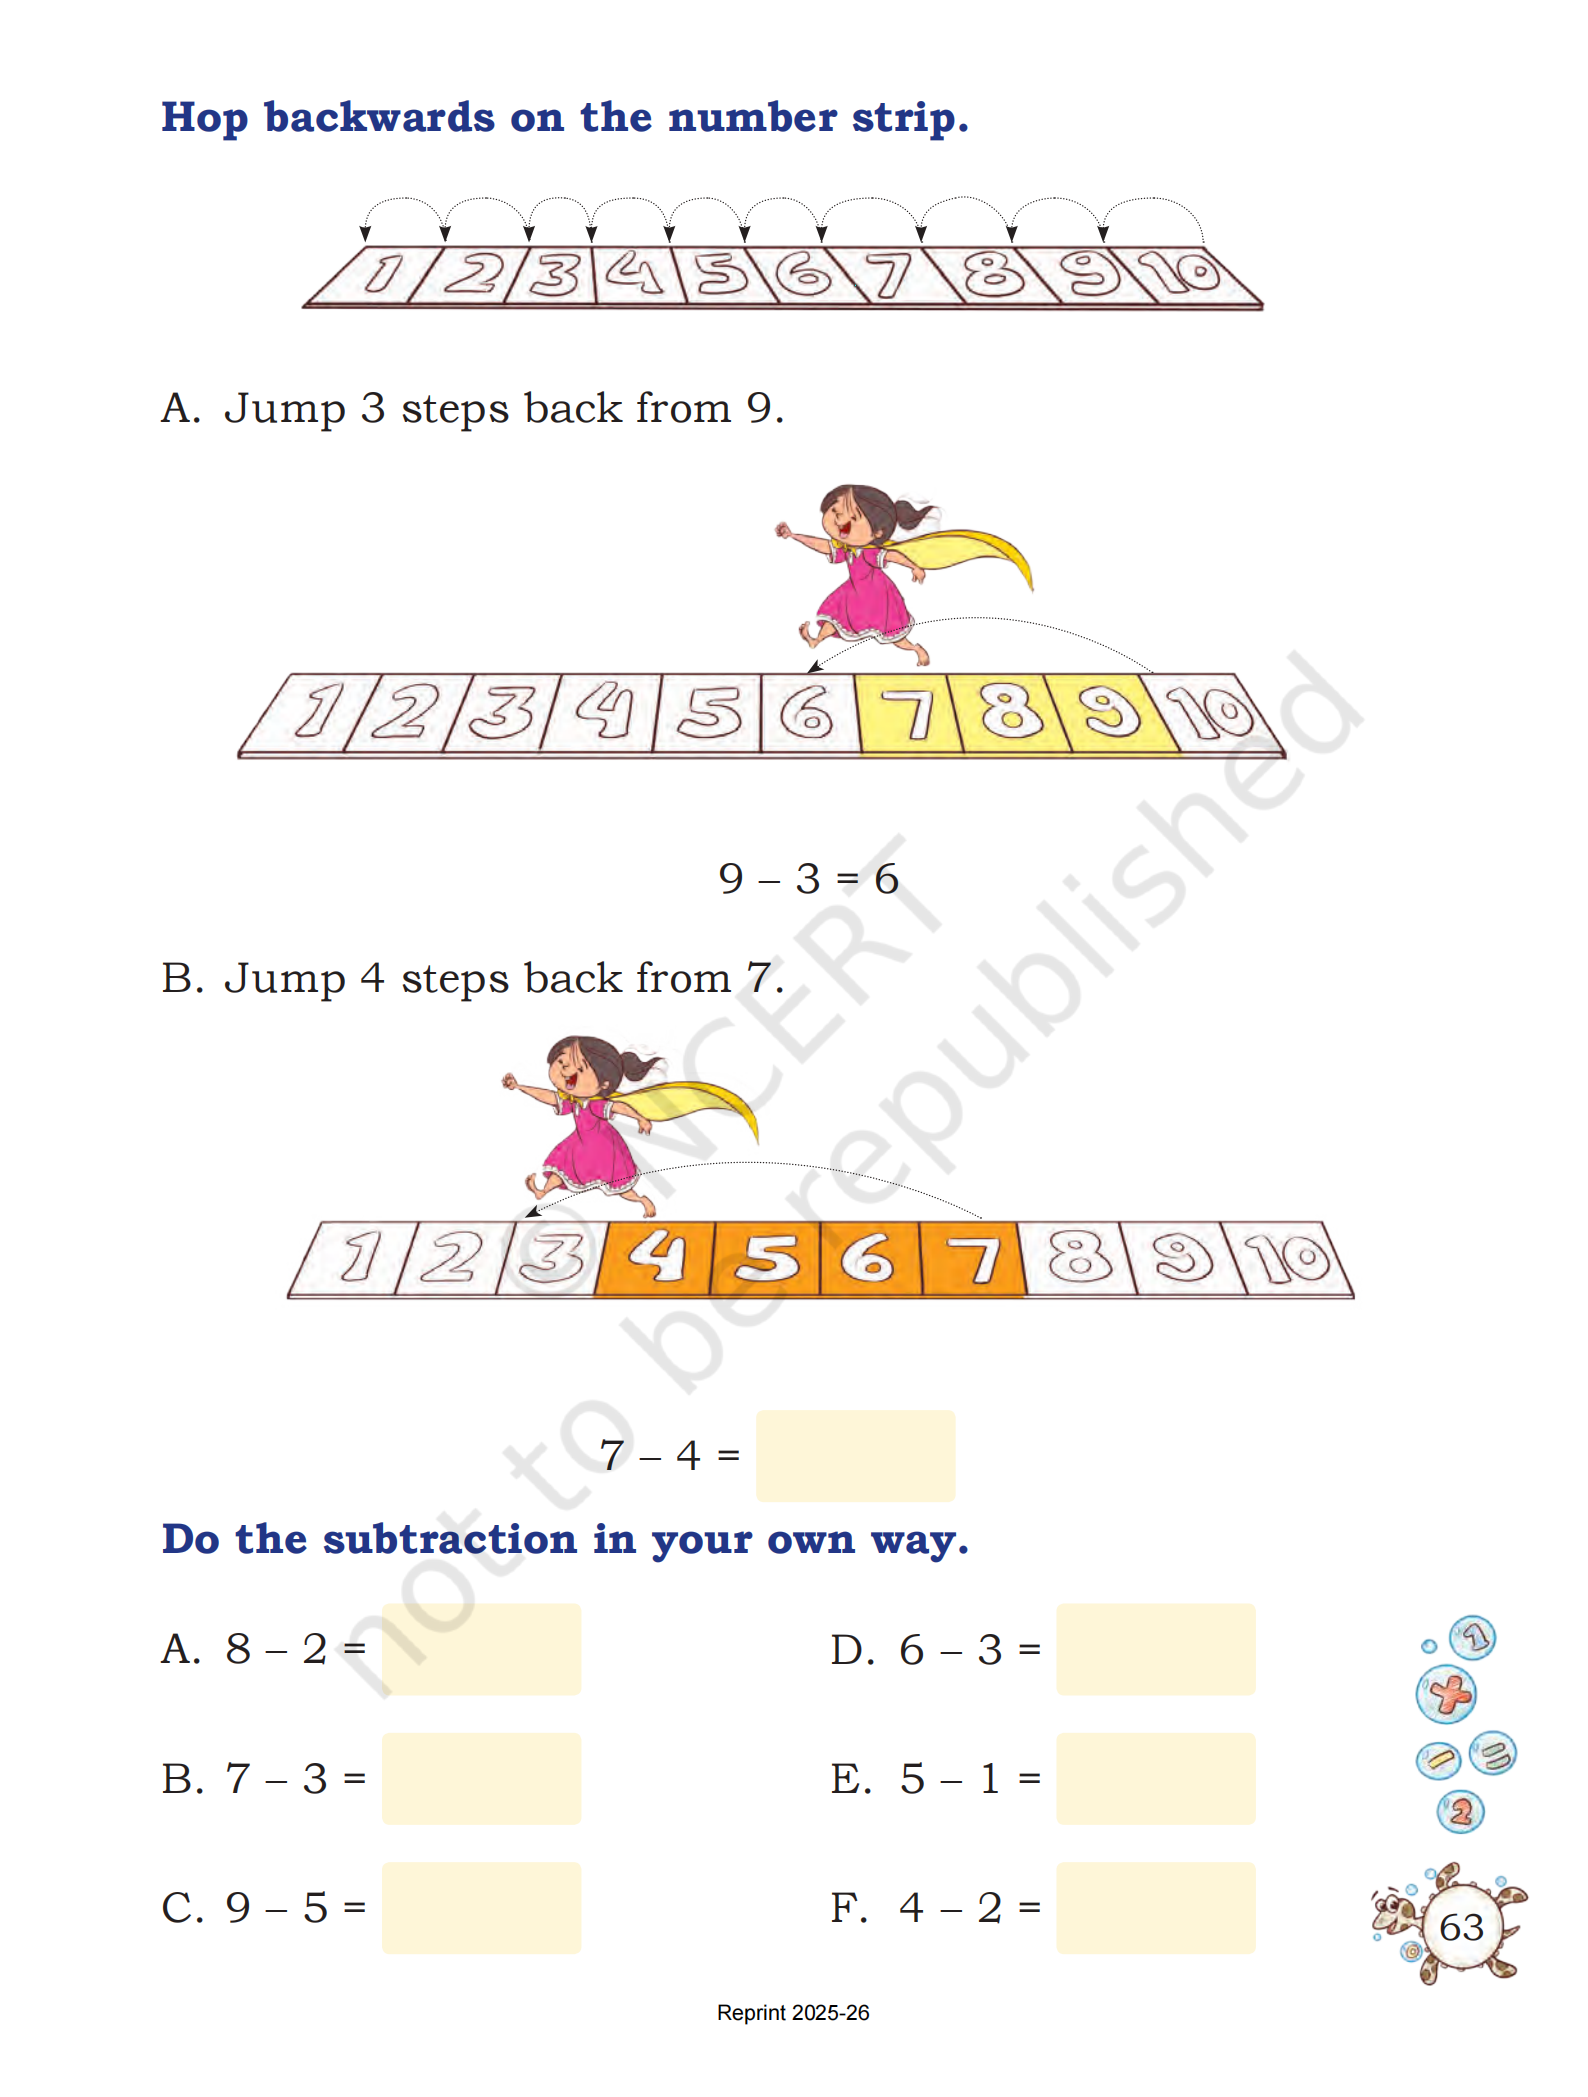 Hop backwards on the number strip.
1 2 3 4 5 6 7 8 9 10
A. Jump 3 steps back from 9.
1 2 3 4 5 6 7 8 9 10
9 – 3 = 6
B. Jump 4 steps back from 7.
1 2 3 4 5 6 7 8 9 10
7 – 4 =
Do the subtraction in your own way.
A. 8 – 2 =
D. 6 – 3 =
B. 7 – 3 =
E. 5 – 1 =
C. 9 – 5 =
F. 4 – 2 =
1
+
–
=
2
63
Reprint 2025-26
© NCERT
not to be republished